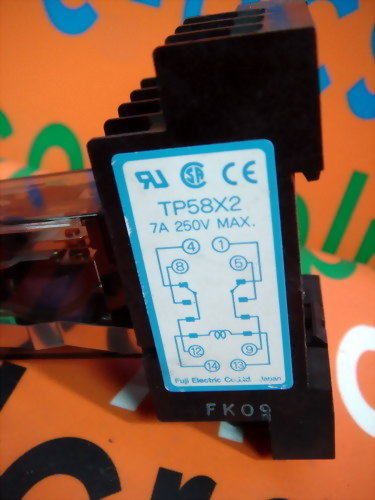 TP58X2
7A 250V MAX.
4 1
8 5
12 9
14 13
Fuji Electric Co., Ltd. Japan
FK09